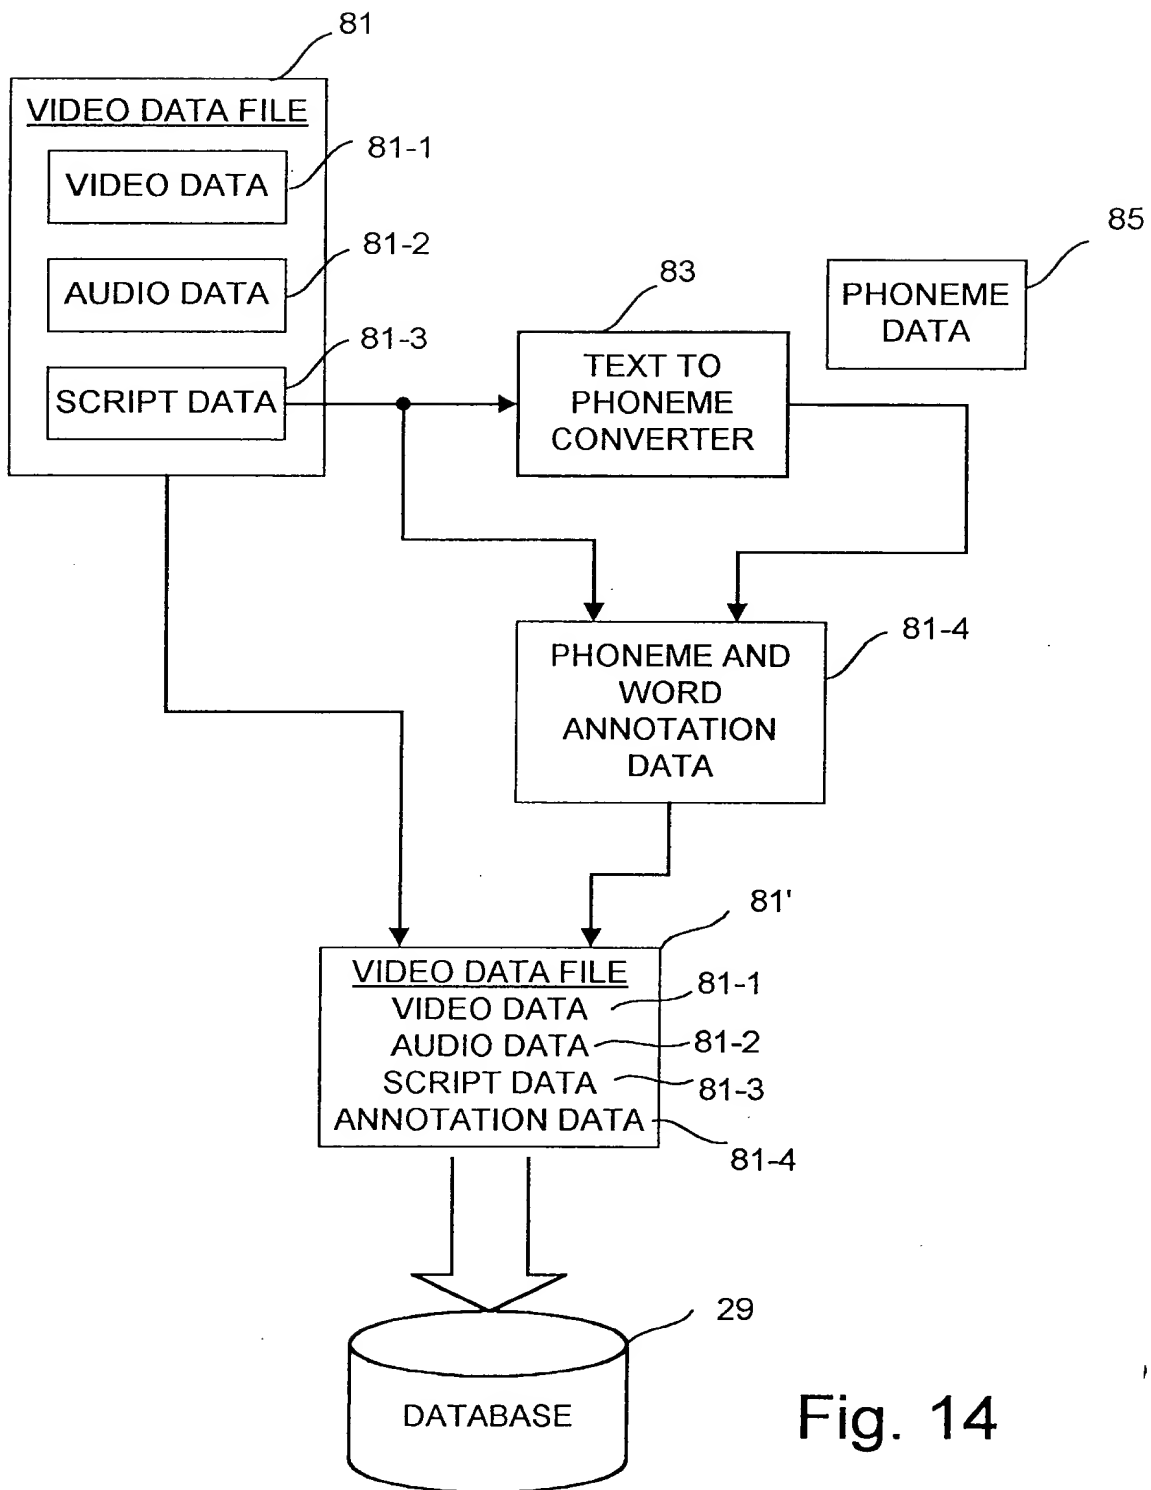 81
VIDEO DATA FILE
81-1
VIDEO DATA
81-2
AUDIO DATA
81-3
SCRIPT DATA
83
TEXT TO
PHONEME
CONVERTER
85
PHONEME
DATA
81-4
PHONEME AND
WORD
ANNOTATION
DATA
81'
VIDEO DATA FILE
VIDEO DATA
81-1
AUDIO DATA
81-2
SCRIPT DATA
81-3
ANNOTATION DATA
81-4
29
DATABASE
Fig. 14